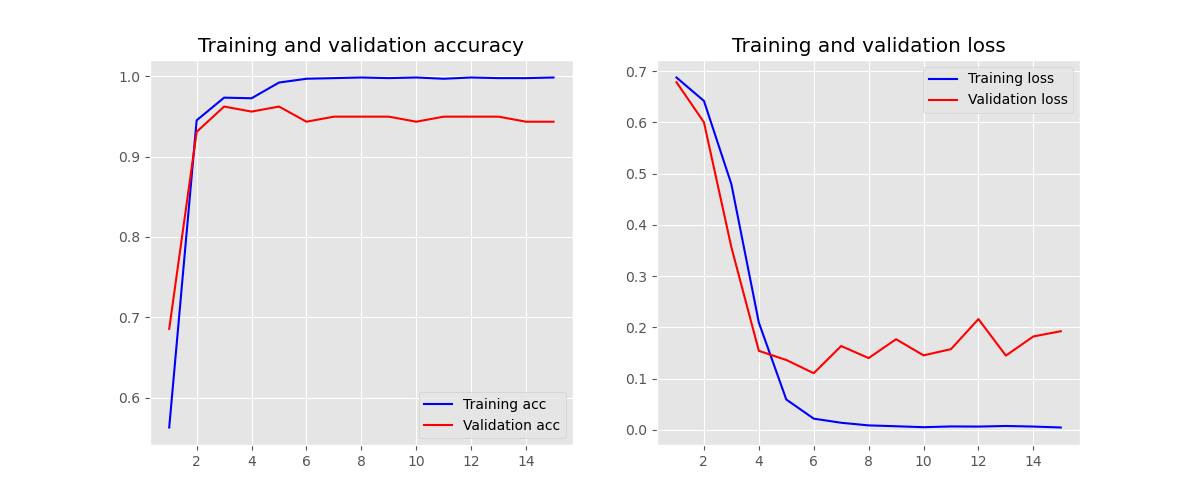 Training and validation accuracy
1.0
0.9
0.8
0.7
0.6
Training acc
Validation acc
2 4 6 8 10 12 14
Training and validation loss
0.7
0.6
0.5
0.4
0.3
0.2
0.1
0.0
Training loss
Validation loss
2 4 6 8 10 12 14